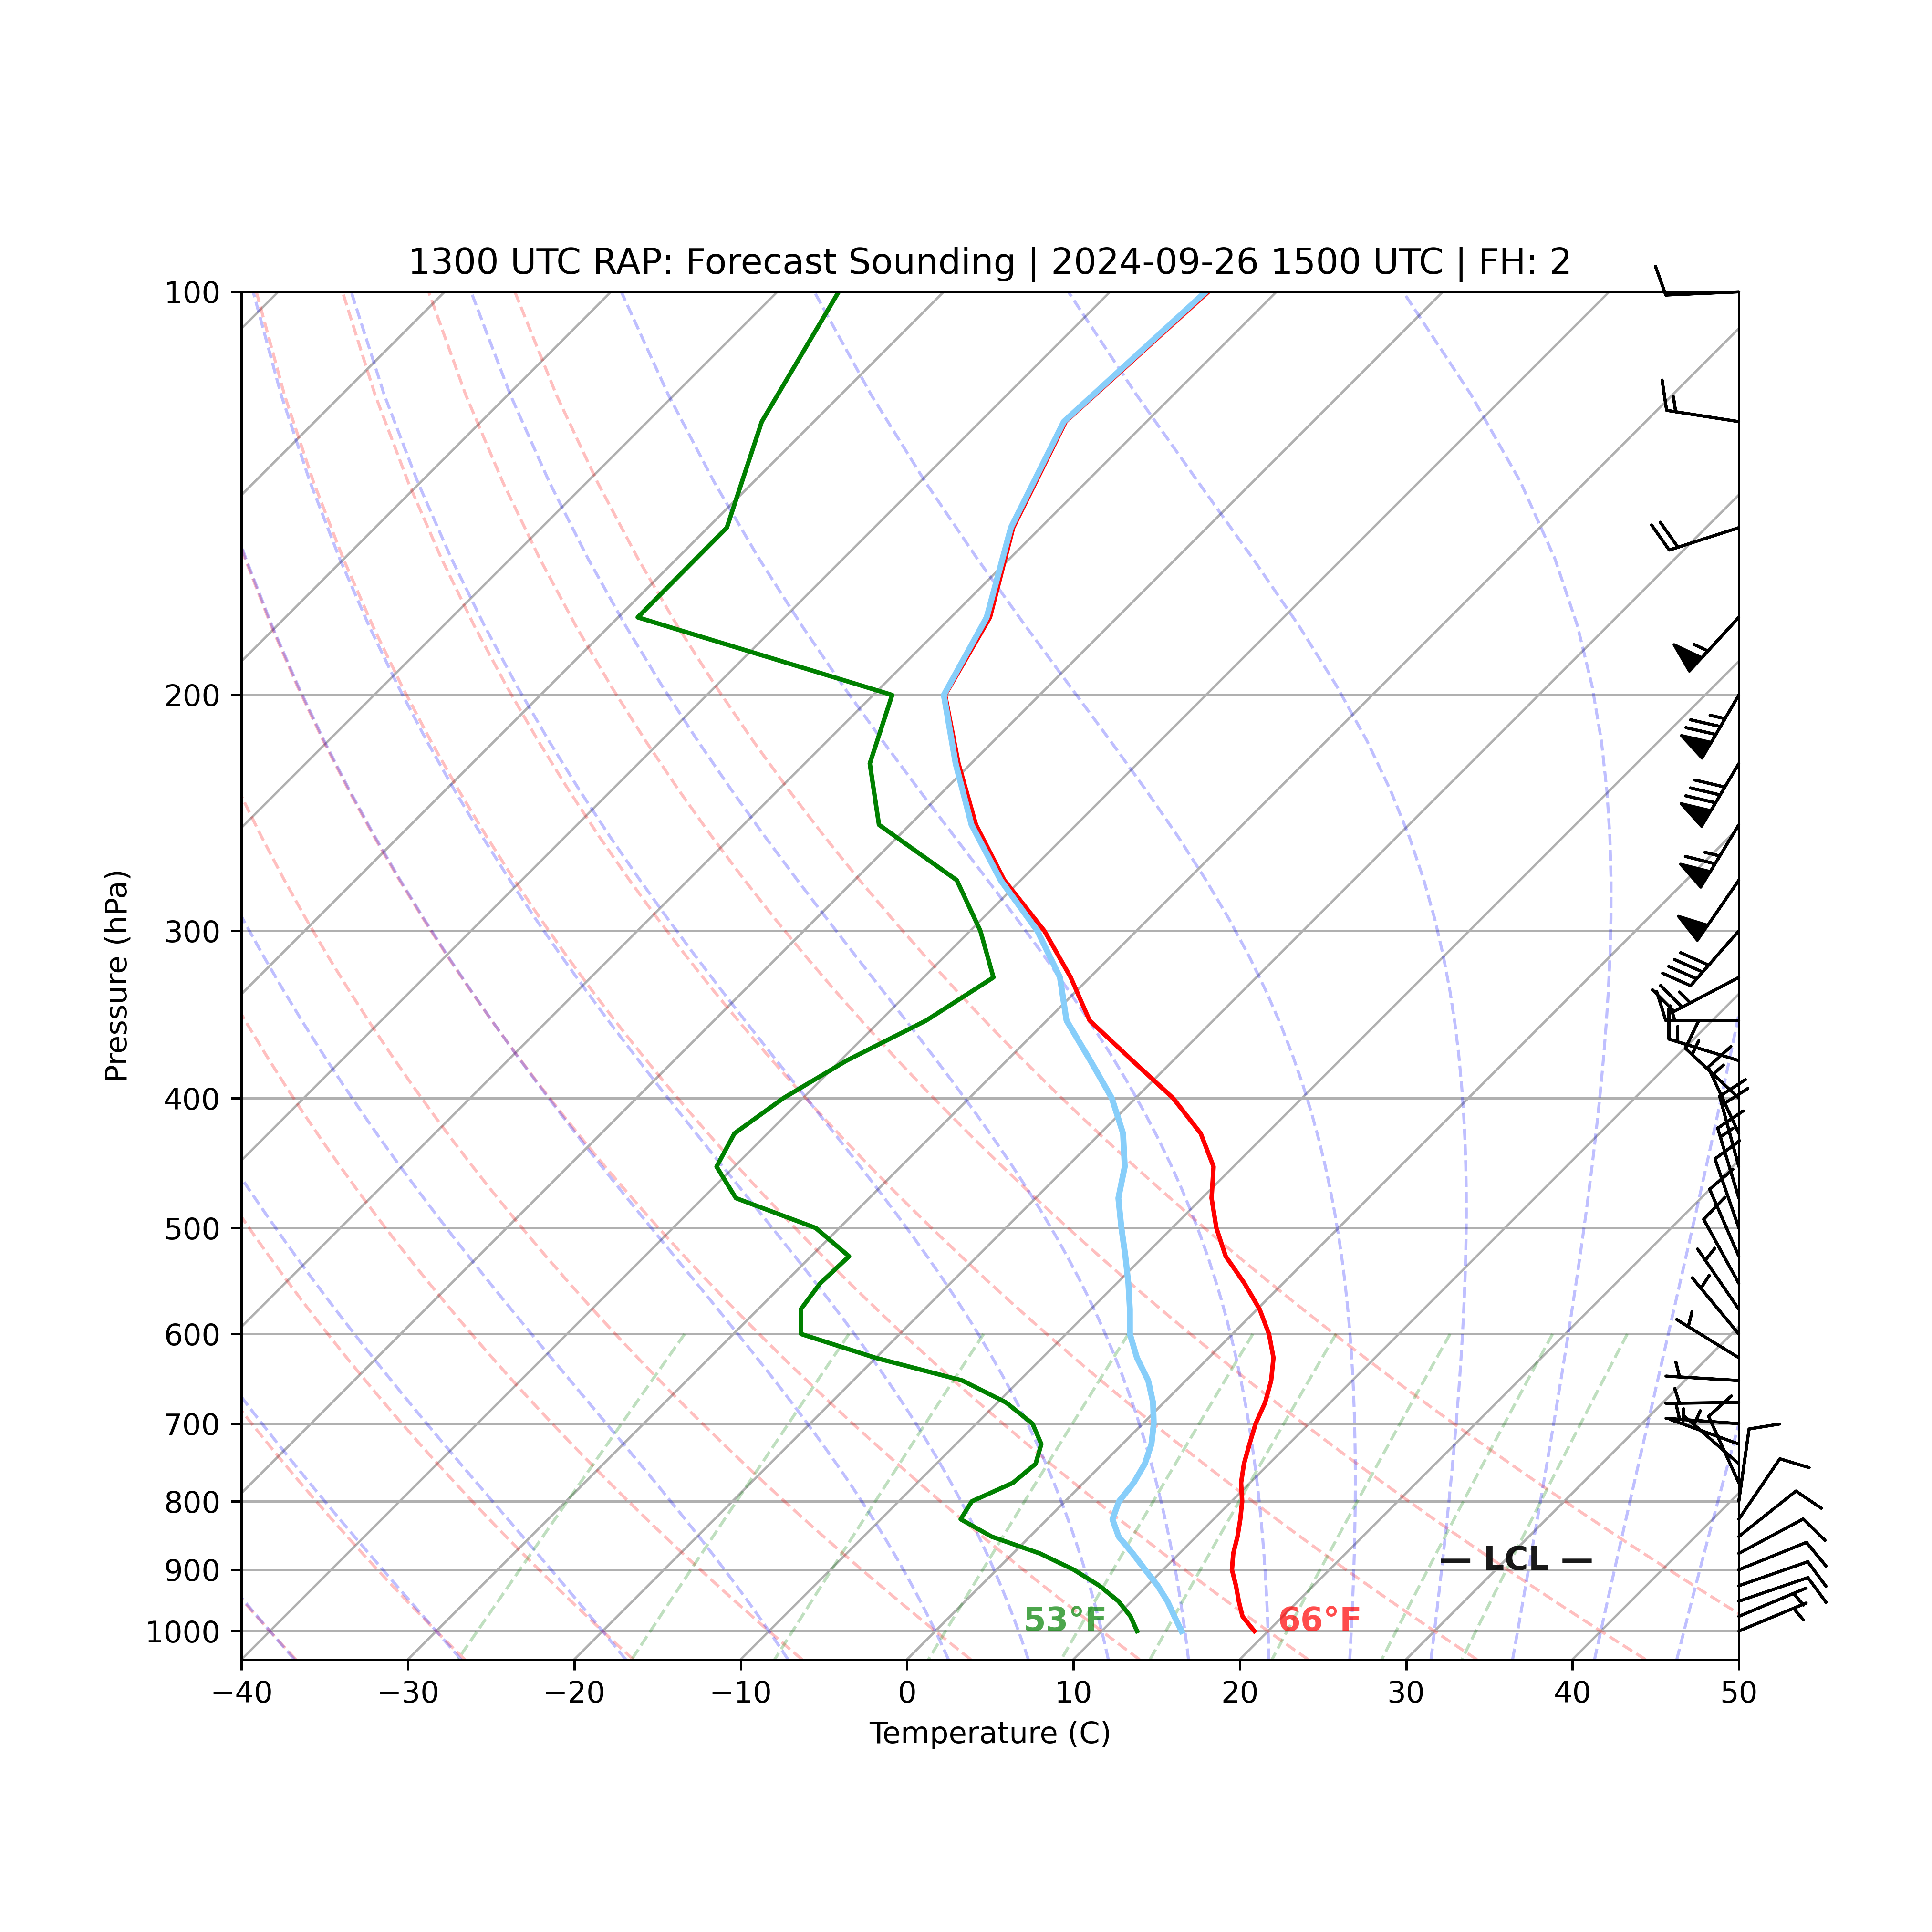 1300 UTC RAP: Forecast Sounding | 2024-09-26 1500 UTC | FH: 2
100
200
300
400
500
600
700
800
900
1000
Pressure (hPa)
— LCL —
53°F 66°F
−40 −30 −20 −10 0 10 20 30 40 50
Temperature (C)